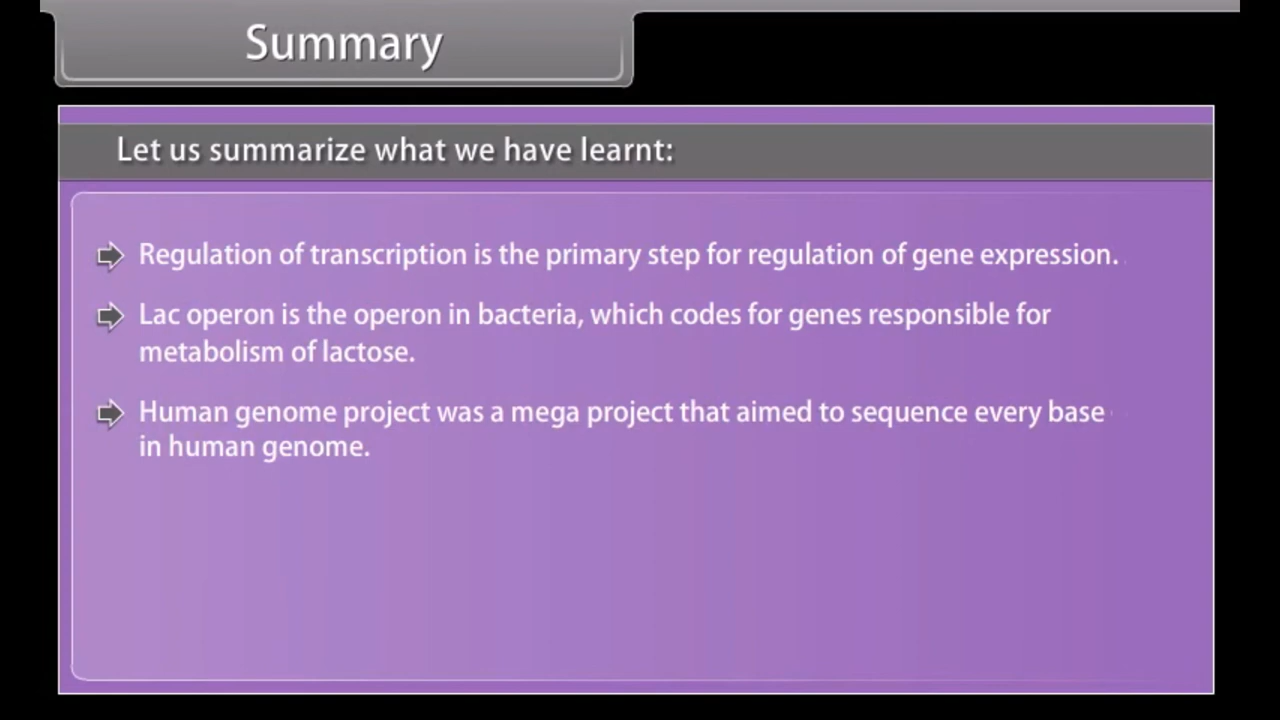 Summary
Let us summarize what we have learnt:
Regulation of transcription is the primary step for regulation of gene expression.
Lac operon is the operon in bacteria, which codes for genes responsible for
metabolism of lactose.
Human genome project was a mega project that aimed to sequence every base
in human genome.